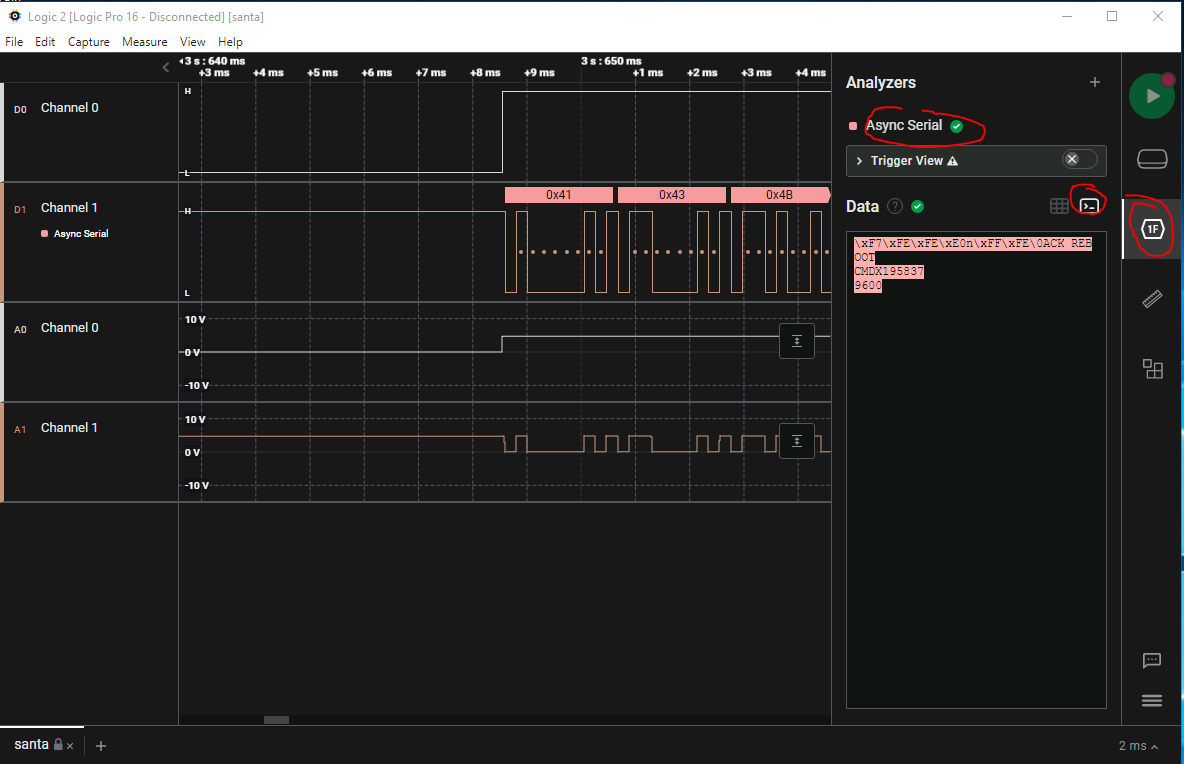 Logic 2 [Logic Pro 16 - Disconnected] [santa]
File Edit Capture Measure View Help
3 s : 640 ms 3 s : 650 ms
+3 ms +4 ms +5 ms +6 ms +7 ms +8 ms +9 ms +1 ms +2 ms +3 ms +4 ms
D0 Channel 0
H
L
D1 Channel 1
Async Serial
H
L
0x41 0x43 0x4B
A0 Channel 0
10 V
0 V
-10 V
A1 Channel 1
10 V
0 V
-10 V
Analyzers
Async Serial
Trigger View
Data
1F
\xF7\xFE\xFE\xE0n\xFF\xFE\0ACK REB
OOT
CMDX195837
9600
santa
2 ms